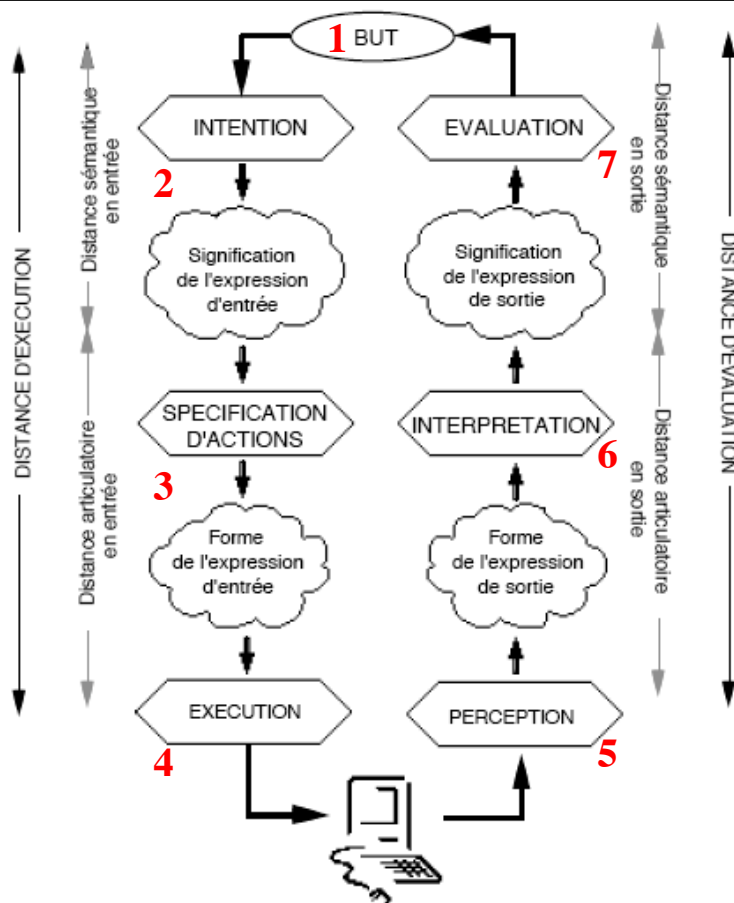 1 BUT
INTENTION
2
EVALUATION
7
Signification
de l'expression
d'entrée
Signification
de l'expression
de sortie
SPECIFICATION
D'ACTIONS
3
INTERPRETATION
6
Forme
de l'expression
d'entrée
Forme
de l'expression
de sortie
EXECUTION
4
PERCEPTION
5
DISTANCE D'EXECUTION
Distance sémantique
en entrée
Distance articulatoire
en entrée
Distance sémantique
en sortie
Distance articulatoire
en sortie
DISTANCE D'EVALUATION